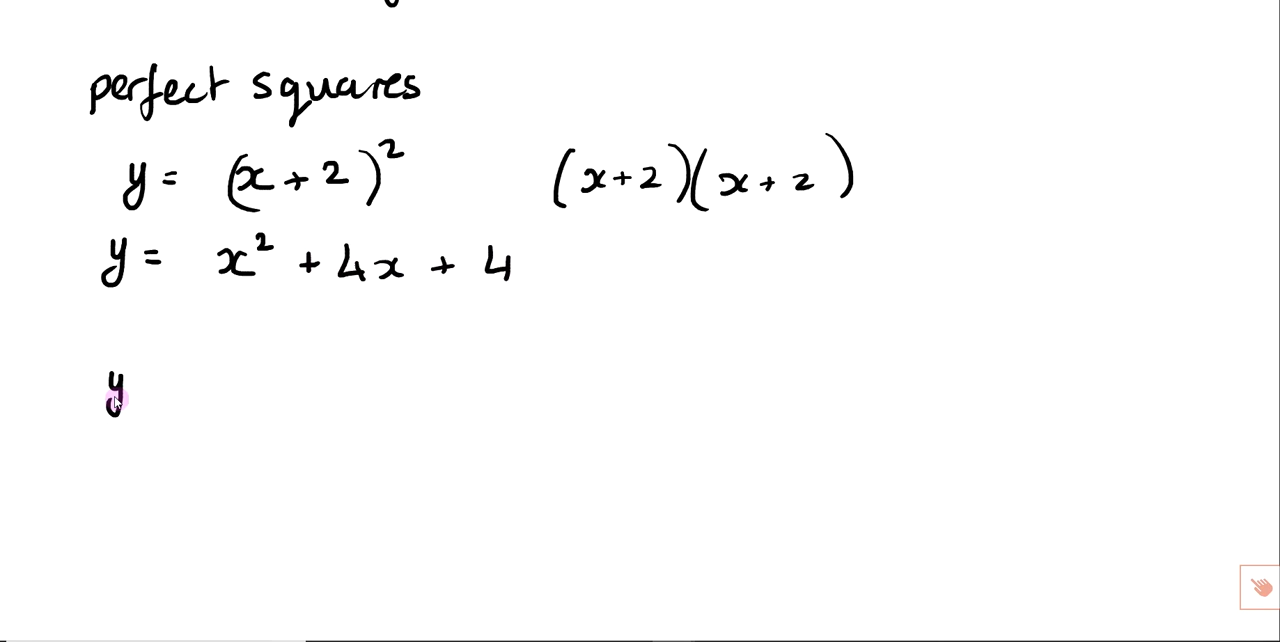 perfect squares
y = (x + 2)² (x + 2)(x + 2)
y = x² + 4x + 4
y